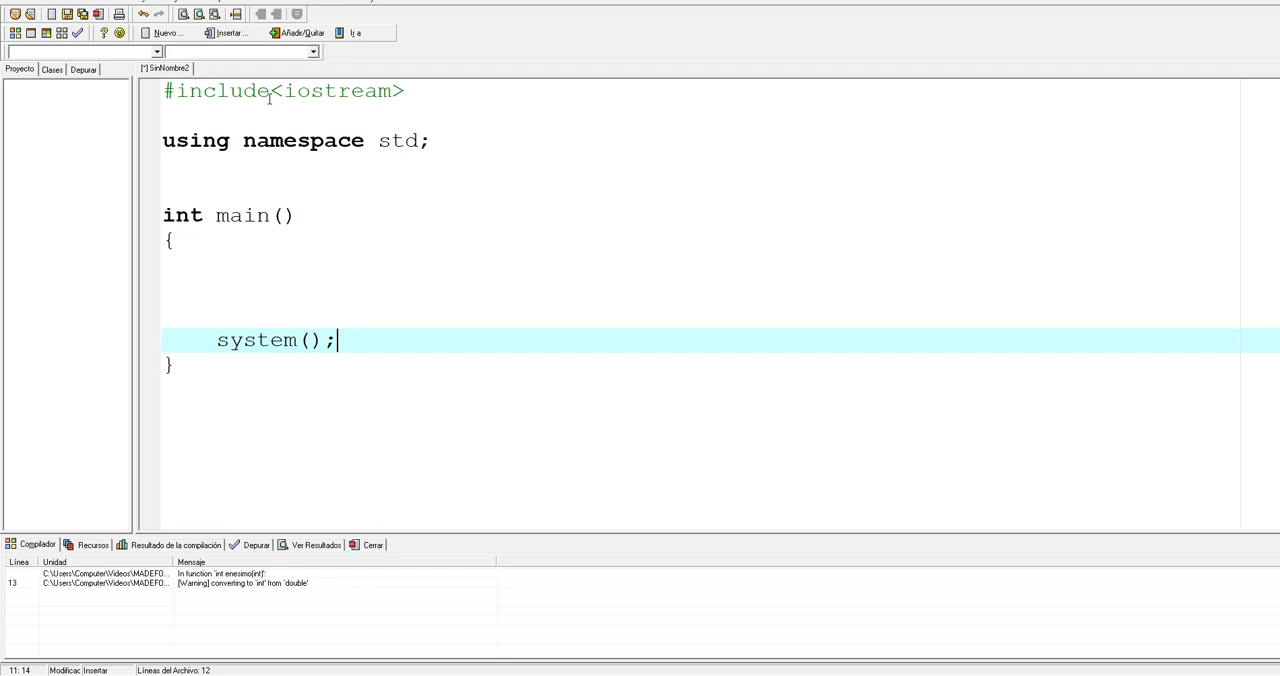 Nuevo ... Insertar ... Añadir/Quitar Ir a
Proyecto Clases Depurar [*] SinNombre2
#include<iostream>
using namespace std;
int main()
{
system();
}
Compilador Recursos Resultado de la compilación Depurar Ver Resultados Cerrar
Línea Unidad Mensaje
C:\Users\Computer\Videos\MADEFO... In function `int enesimo(int)':
13 C:\Users\Computer\Videos\MADEFO... [Warning] converting to `int' from `double'
11: 14 Modificac Insertar Líneas del Archivo: 12